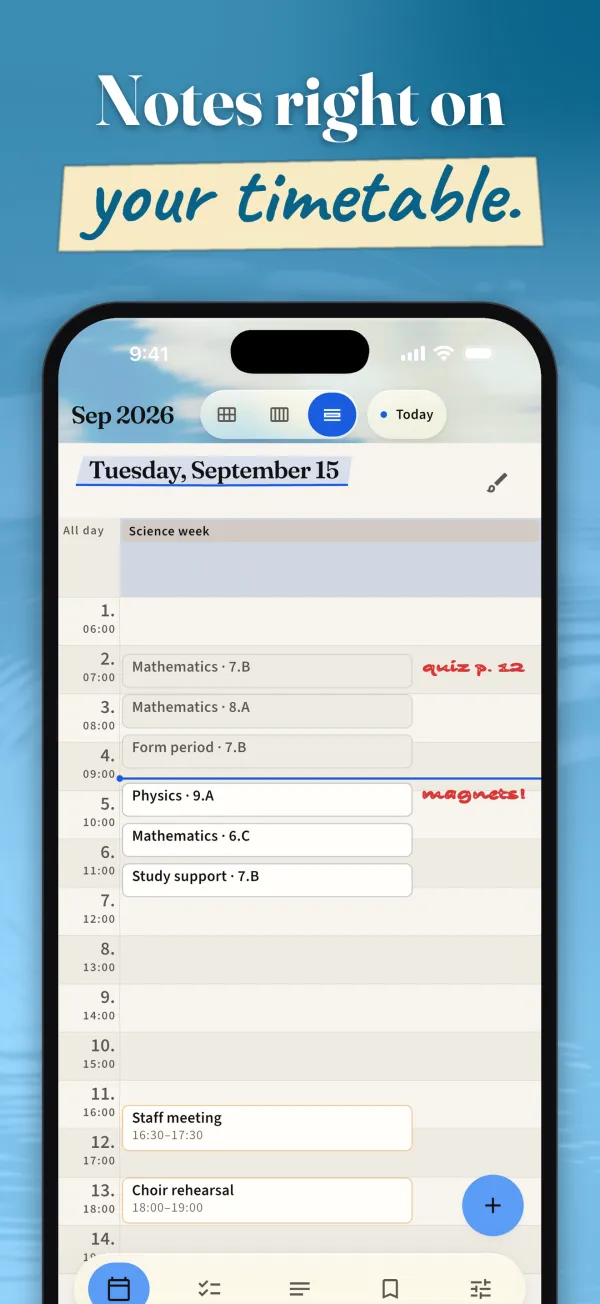 Notes right on
your timetable.
9:41
Sep 2026
Today
Tuesday, September 15
All day
Science week
1.
06:00
2.
07:00
Mathematics · 7.B
quiz p. 12
3.
08:00
Mathematics · 8.A
4.
09:00
Form period · 7.B
5.
10:00
Physics · 9.A
magnets!
Mathematics · 6.C
6.
11:00
Study support · 7.B
7.
12:00
8.
13:00
9.
14:00
10.
15:00
11.
16:00
Staff meeting
16:30–17:30
12.
17:00
13.
18:00
Choir rehearsal
18:00–19:00
14.